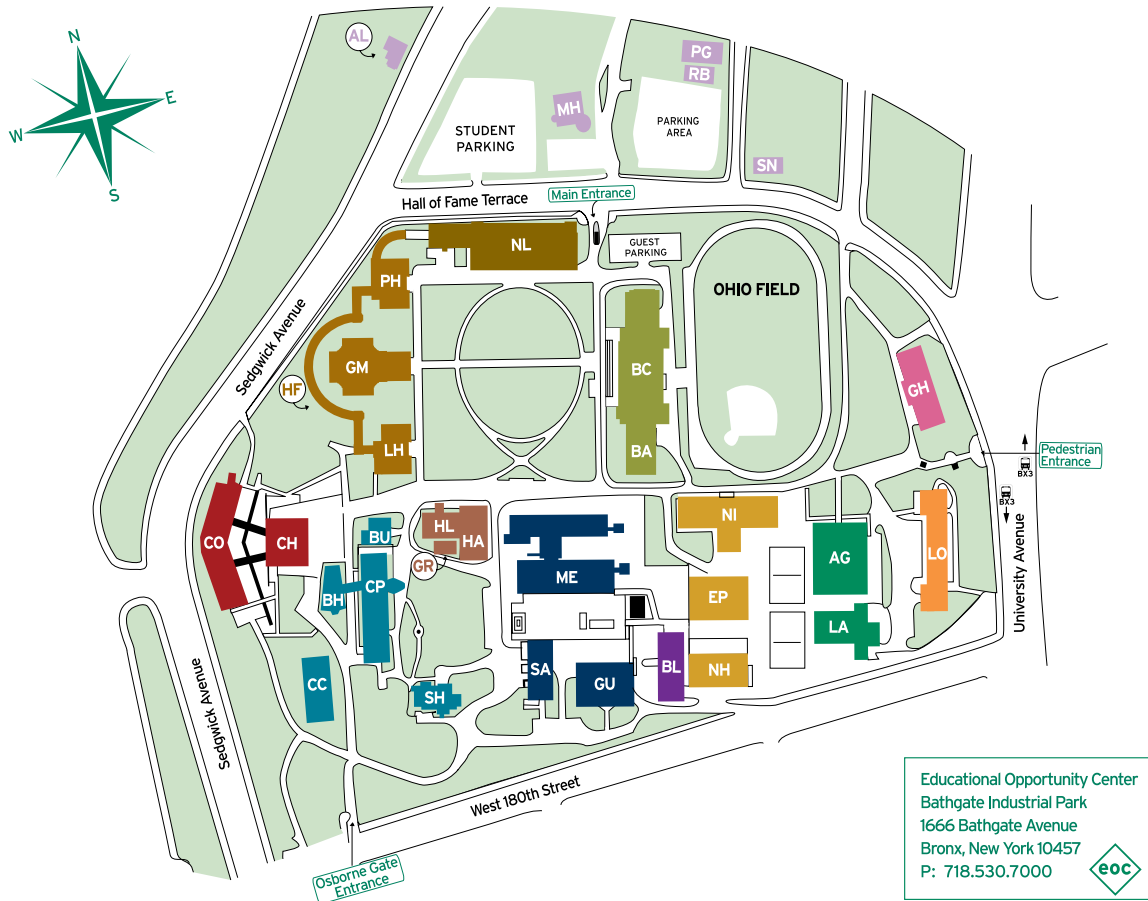 N
E
W
S
AL
PG
RB
MH
STUDENT
PARKING
PARKING
AREA
SN
Main Entrance
Hall of Fame Terrace
NL
GUEST
PARKING
PH
OHIO FIELD
Sedgwick Avenue
GM
BC
GH
HF
LH
BA
Pedestrian
Entrance
BX3
BX3
CO
CH
BU
HL
HA
GR
NI
AG
LO
BH
CP
ME
EP
LA
University Avenue
CC
SH
SA
GU
BL
NH
Sedgwick Avenue
West 180th Street
Osborne Gate
Entrance
Educational Opportunity Center
Bathgate Industrial Park
1666 Bathgate Avenue
Bronx, New York 10457
P: 718.530.7000
eoc